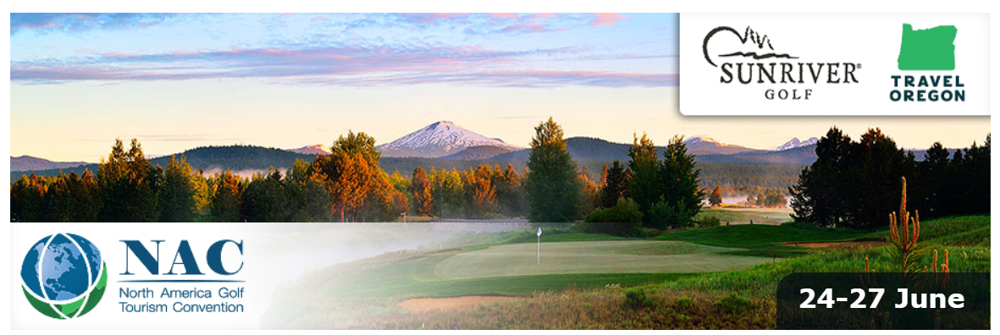 SUNRIVER®
GOLF
TRAVEL
OREGON
NAC
North America Golf
Tourism Convention
24-27 June